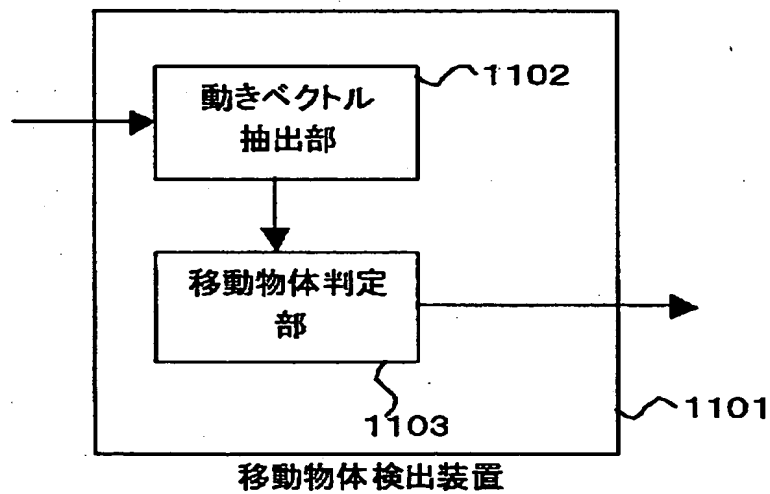 1102
動きベクトル
抽出部
移動物体判定
部
1103
1101
移動物体検出装置